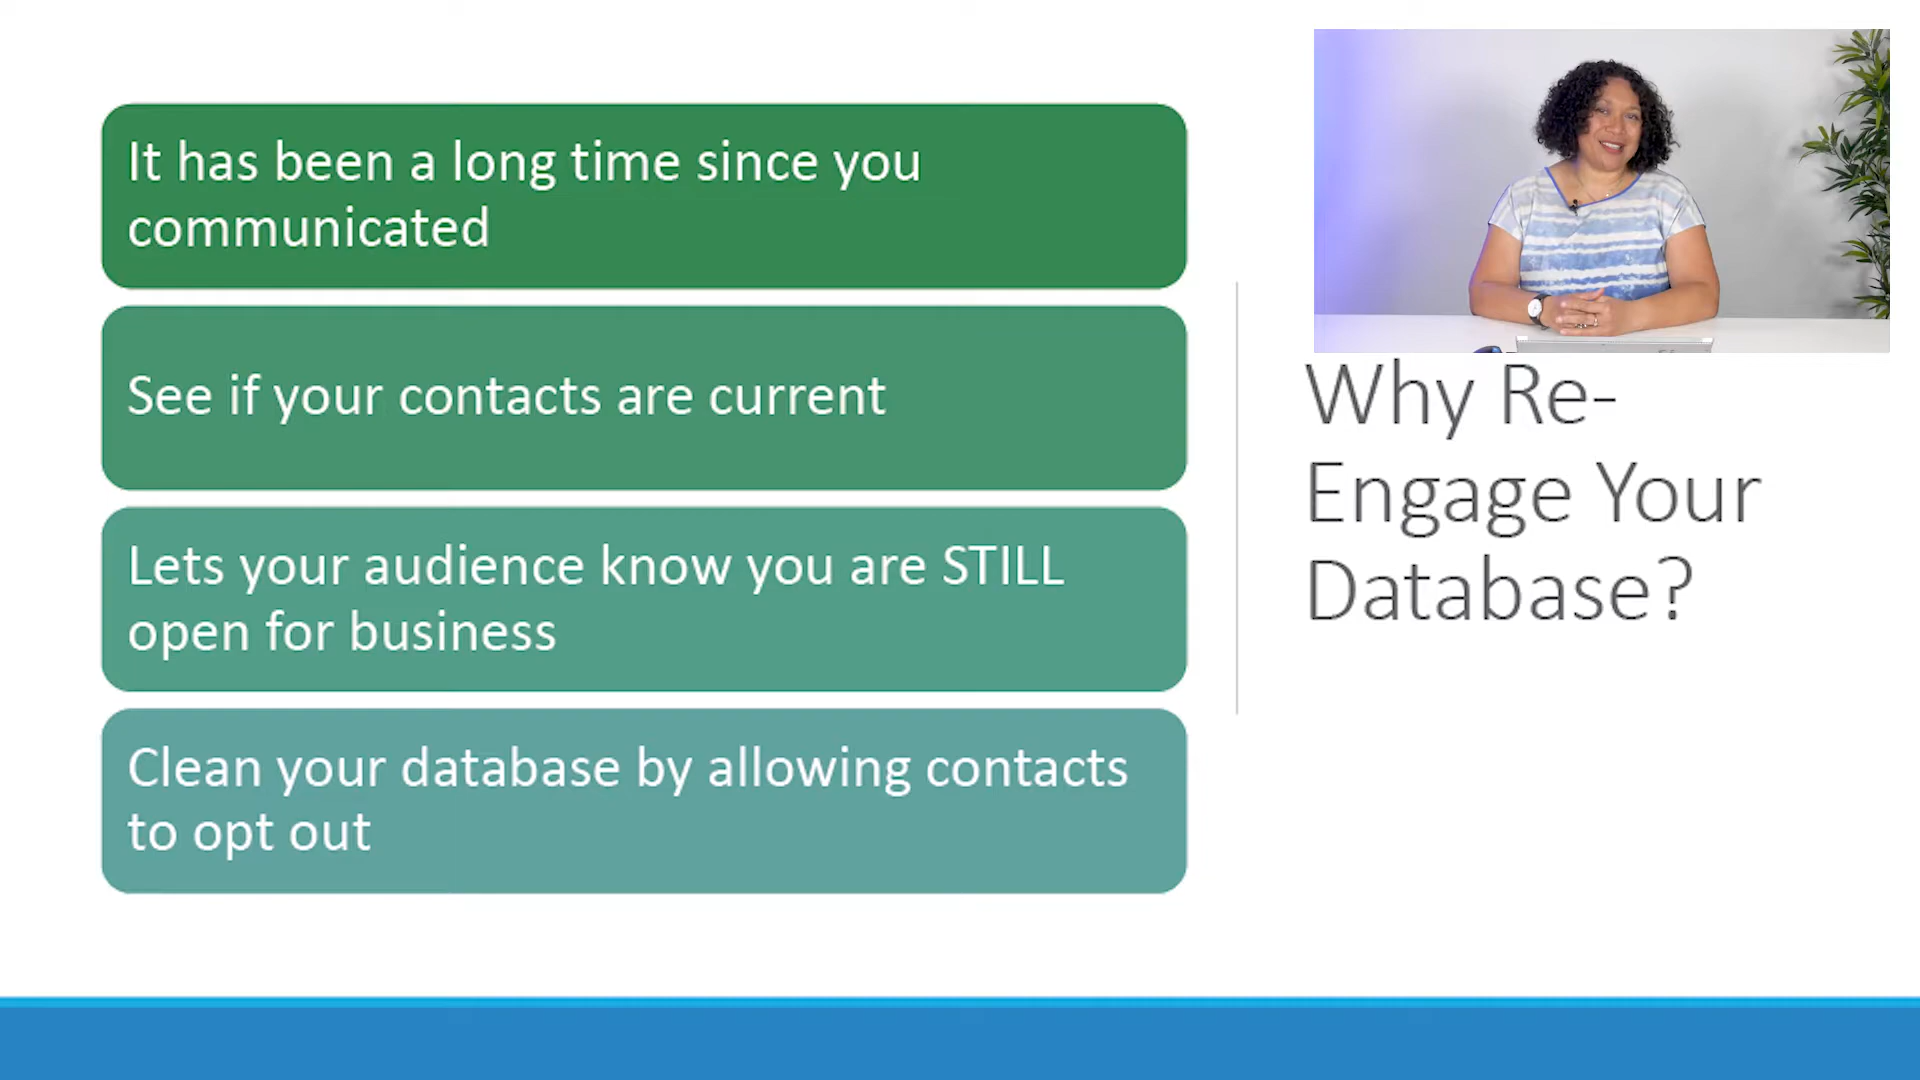 It has been a long time since you
communicated
See if your contacts are current
Lets your audience know you are STILL
open for business
Clean your database by allowing contacts
to opt out
Why Re-
Engage Your
Database?